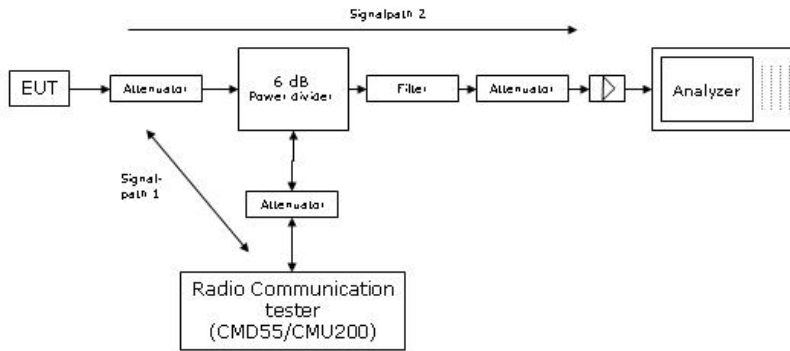 Signalpath 2
EUT
Attenuator
6 dB
Power divider
Filter
Attenuator
Analyzer
Signal-
path 1
Attenuator
Radio Communication
tester
(CMD55/CMU200)